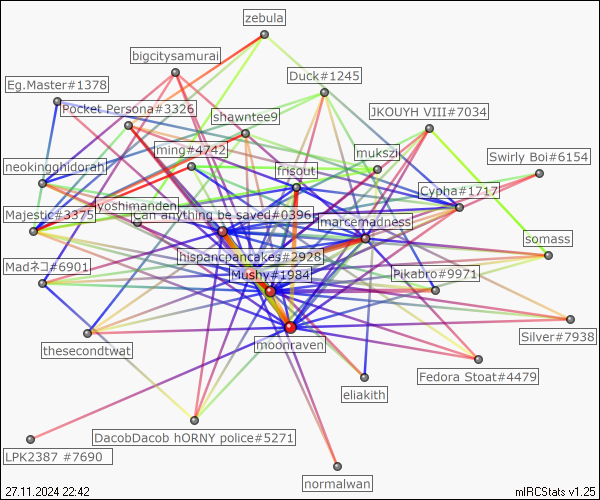 zebula
bigcitysamurai
Duck#1245
Eg.Master#1378
Pocket Persona#3326
JKOUYH VIII#7034
shawntee9
ming#4742
mukszi
Swirly Boi#6154
neokingghidorah
fnsout
Cypha#1717
yoshimanden
Majestic#3375
Can anything be saved#0396
marcemadness
somass
hispancpancakes#2928
Madネコ#6901
Mushy#1984
Pikabro#9971
Silver#7938
moonraven
thesecondtwat
Fedora Stoat#4479
eliakith
DacobDacob hORNY police#5271
LPK2387 #7690
normalwan
27.11.2024 22:42
mIRCStats v1.25